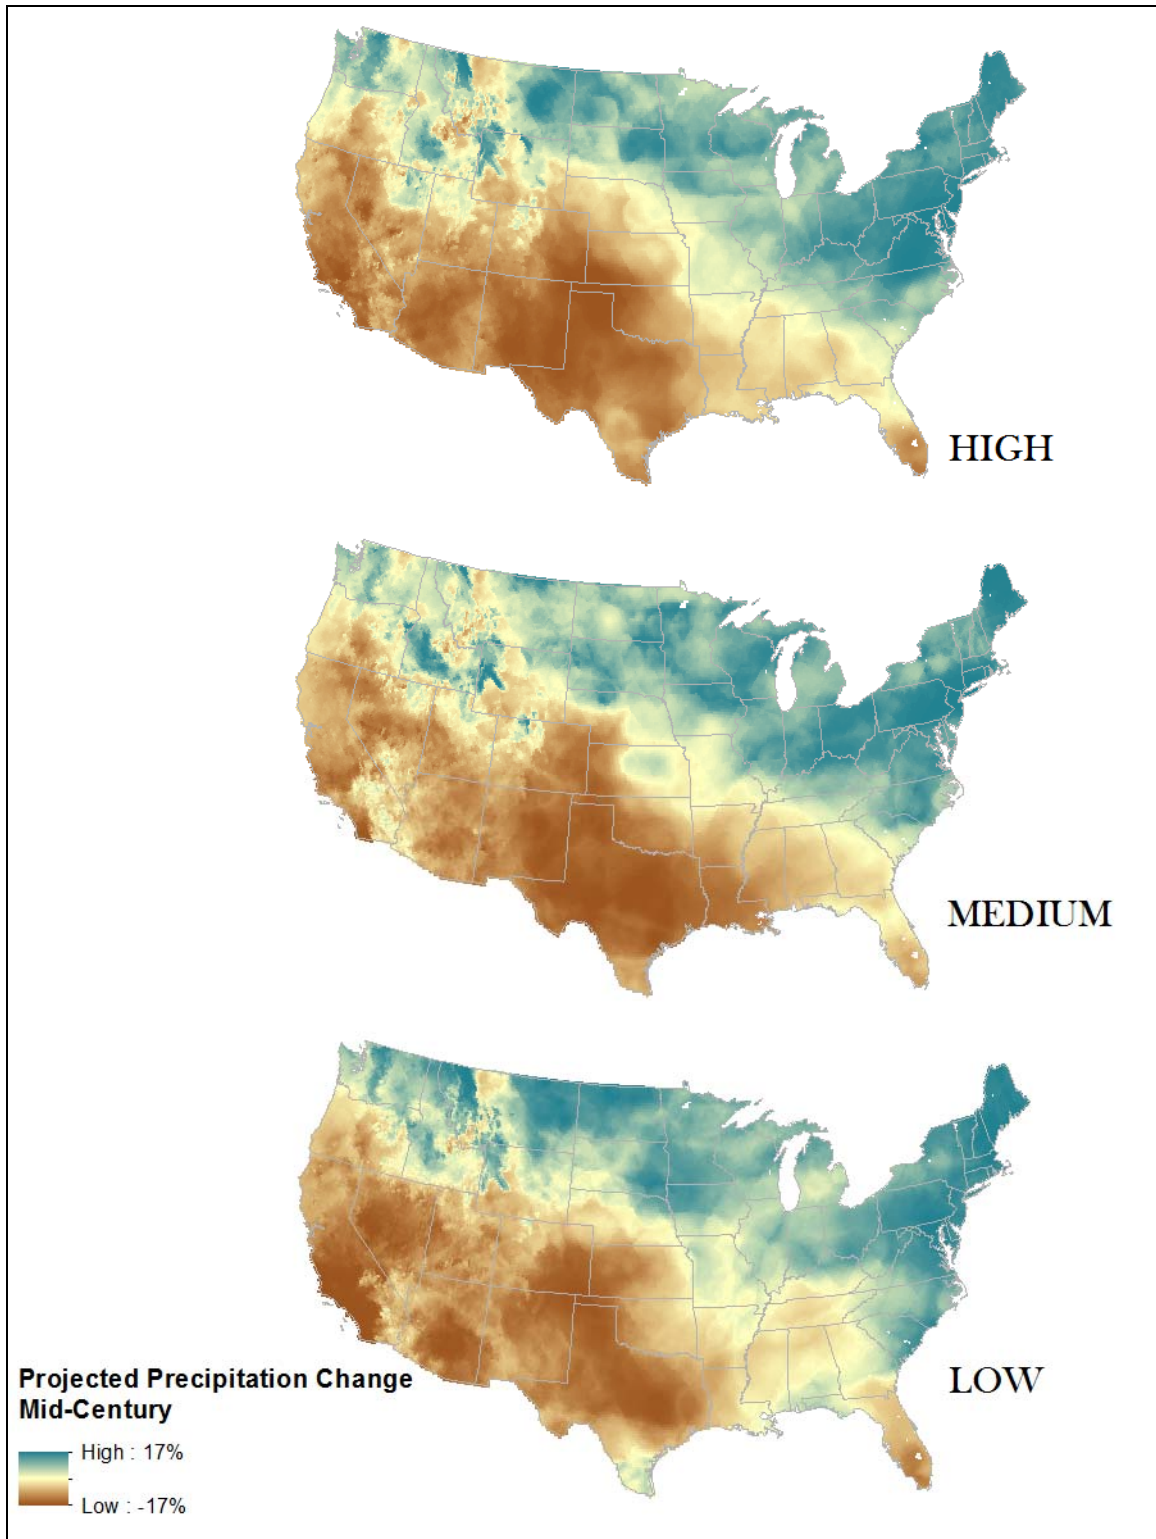 HIGH
MEDIUM
LOW
Projected Precipitation Change
Mid-Century
High : 17%
Low : -17%